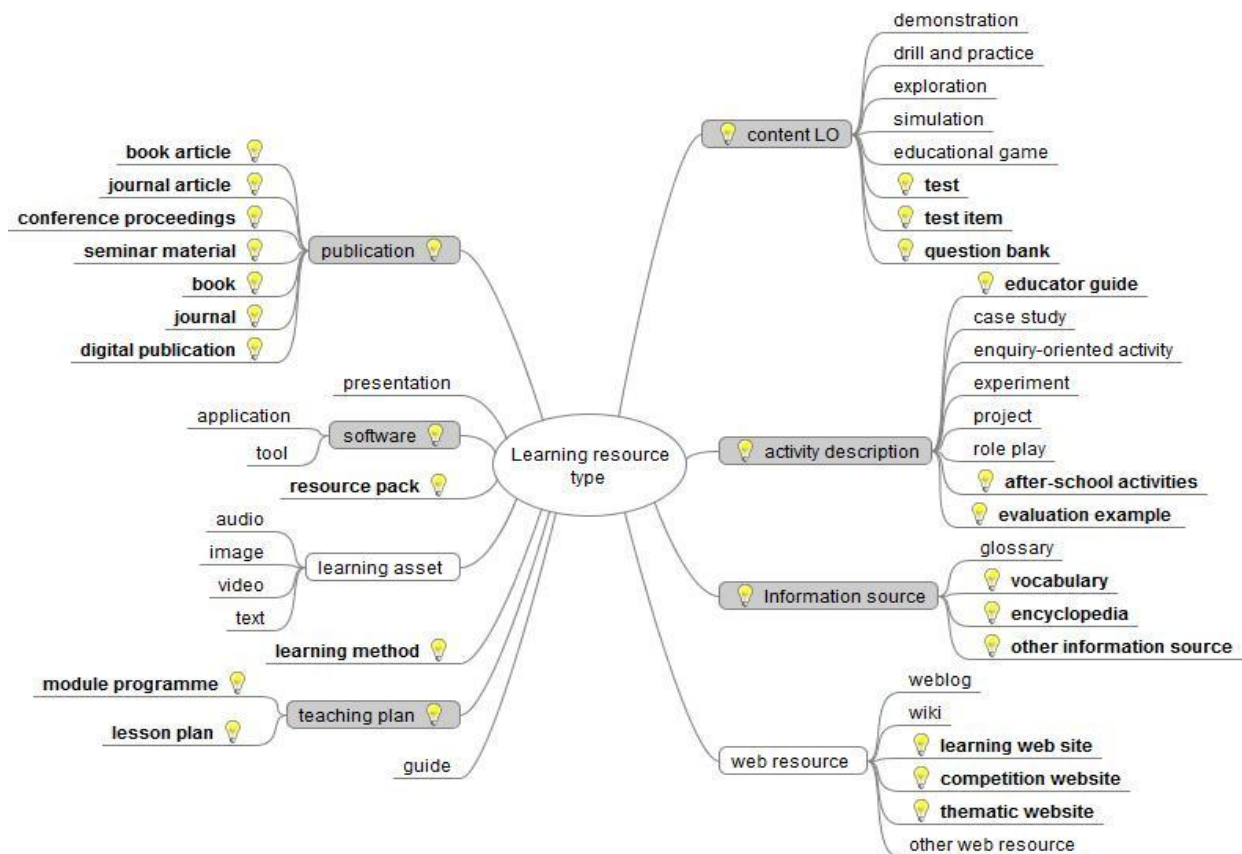 Learning resource
type
publication
book article
journal article
conference proceedings
seminar material
book
journal
digital publication
presentation
software
application
tool
resource pack
learning asset
audio
image
video
text
learning method
teaching plan
module programme
lesson plan
guide
content LO
demonstration
drill and practice
exploration
simulation
educational game
test
test item
question bank
activity description
educator guide
case study
enquiry-oriented activity
experiment
project
role play
after-school activities
evaluation example
Information source
glossary
vocabulary
encyclopedia
other information source
web resource
weblog
wiki
learning web site
competition website
thematic website
other web resource